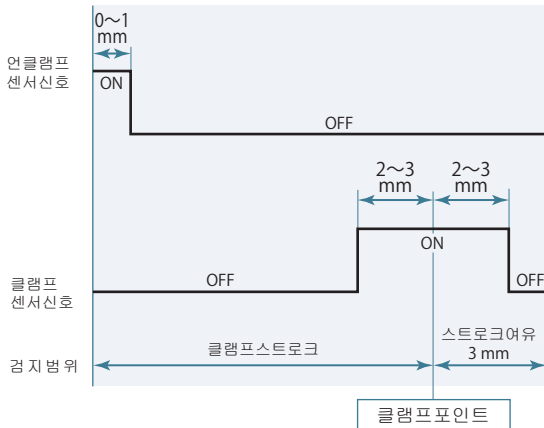 0～1
mm
언클램프
센서신호
ON
OFF
2～3
mm
2～3
mm
ON
클램프
센서신호
OFF
OFF
검지범위
클램프스트로크
스트로크여유
3 mm
클램프포인트